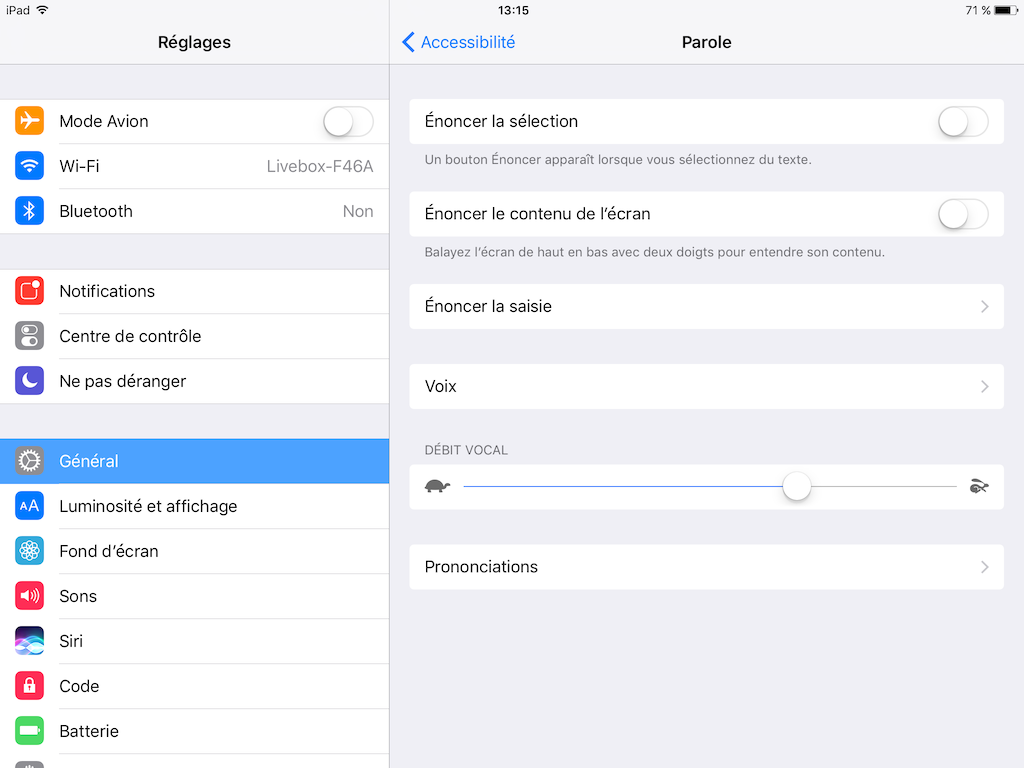 iPad 13:15 71 %
Réglages
Mode Avion
Wi-Fi Livebox-F46A
Bluetooth Non
Notifications
Centre de contrôle
Ne pas déranger
Général
AA Luminosité et affichage
Fond d’écran
Sons
Siri
Code
Batterie
Accessibilité Parole
Énoncer la sélection
Un bouton Énoncer apparaît lorsque vous sélectionnez du texte.
Énoncer le contenu de l’écran
Balayez l’écran de haut en bas avec deux doigts pour entendre son contenu.
Énoncer la saisie
Voix
DÉBIT VOCAL
Prononciations